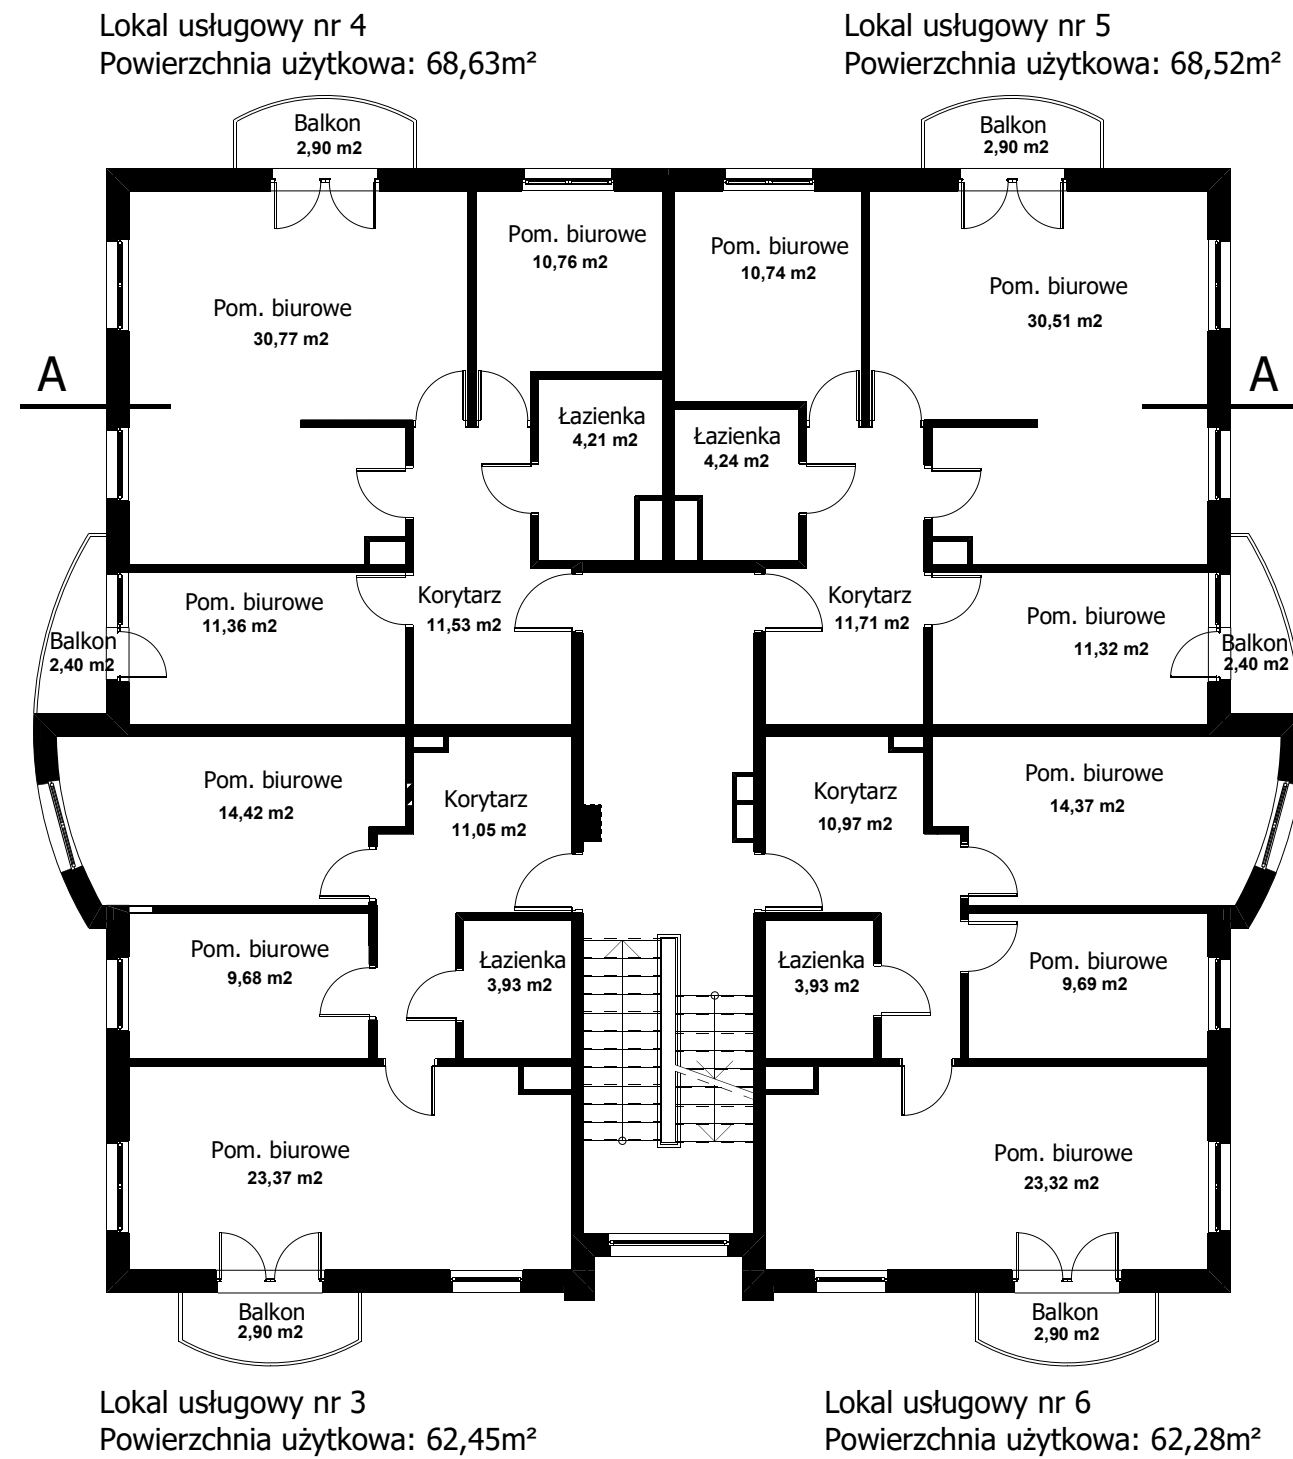 Lokal usługowy nr 4
Powierzchnia użytkowa: 68,63m²
Lokal usługowy nr 5
Powierzchnia użytkowa: 68,52m²
Balkon
2,90 m2
Balkon
2,90 m2
Pom. biurowe
30,77 m2
Pom. biurowe
10,76 m2
Pom. biurowe
10,74 m2
Pom. biurowe
30,51 m2
A
A
Łazienka
4,21 m2
Łazienka
4,24 m2
Pom. biurowe
11,36 m2
Korytarz
11,53 m2
Korytarz
11,71 m2
Pom. biurowe
11,32 m2
Balkon
2,40 m2
Balkon
2,40 m2
Pom. biurowe
14,42 m2
Korytarz
11,05 m2
Korytarz
10,97 m2
Pom. biurowe
14,37 m2
Pom. biurowe
9,68 m2
Łazienka
3,93 m2
Łazienka
3,93 m2
Pom. biurowe
9,69 m2
Pom. biurowe
23,37 m2
Pom. biurowe
23,32 m2
Balkon
2,90 m2
Balkon
2,90 m2
Lokal usługowy nr 3
Powierzchnia użytkowa: 62,45m²
Lokal usługowy nr 6
Powierzchnia użytkowa: 62,28m²